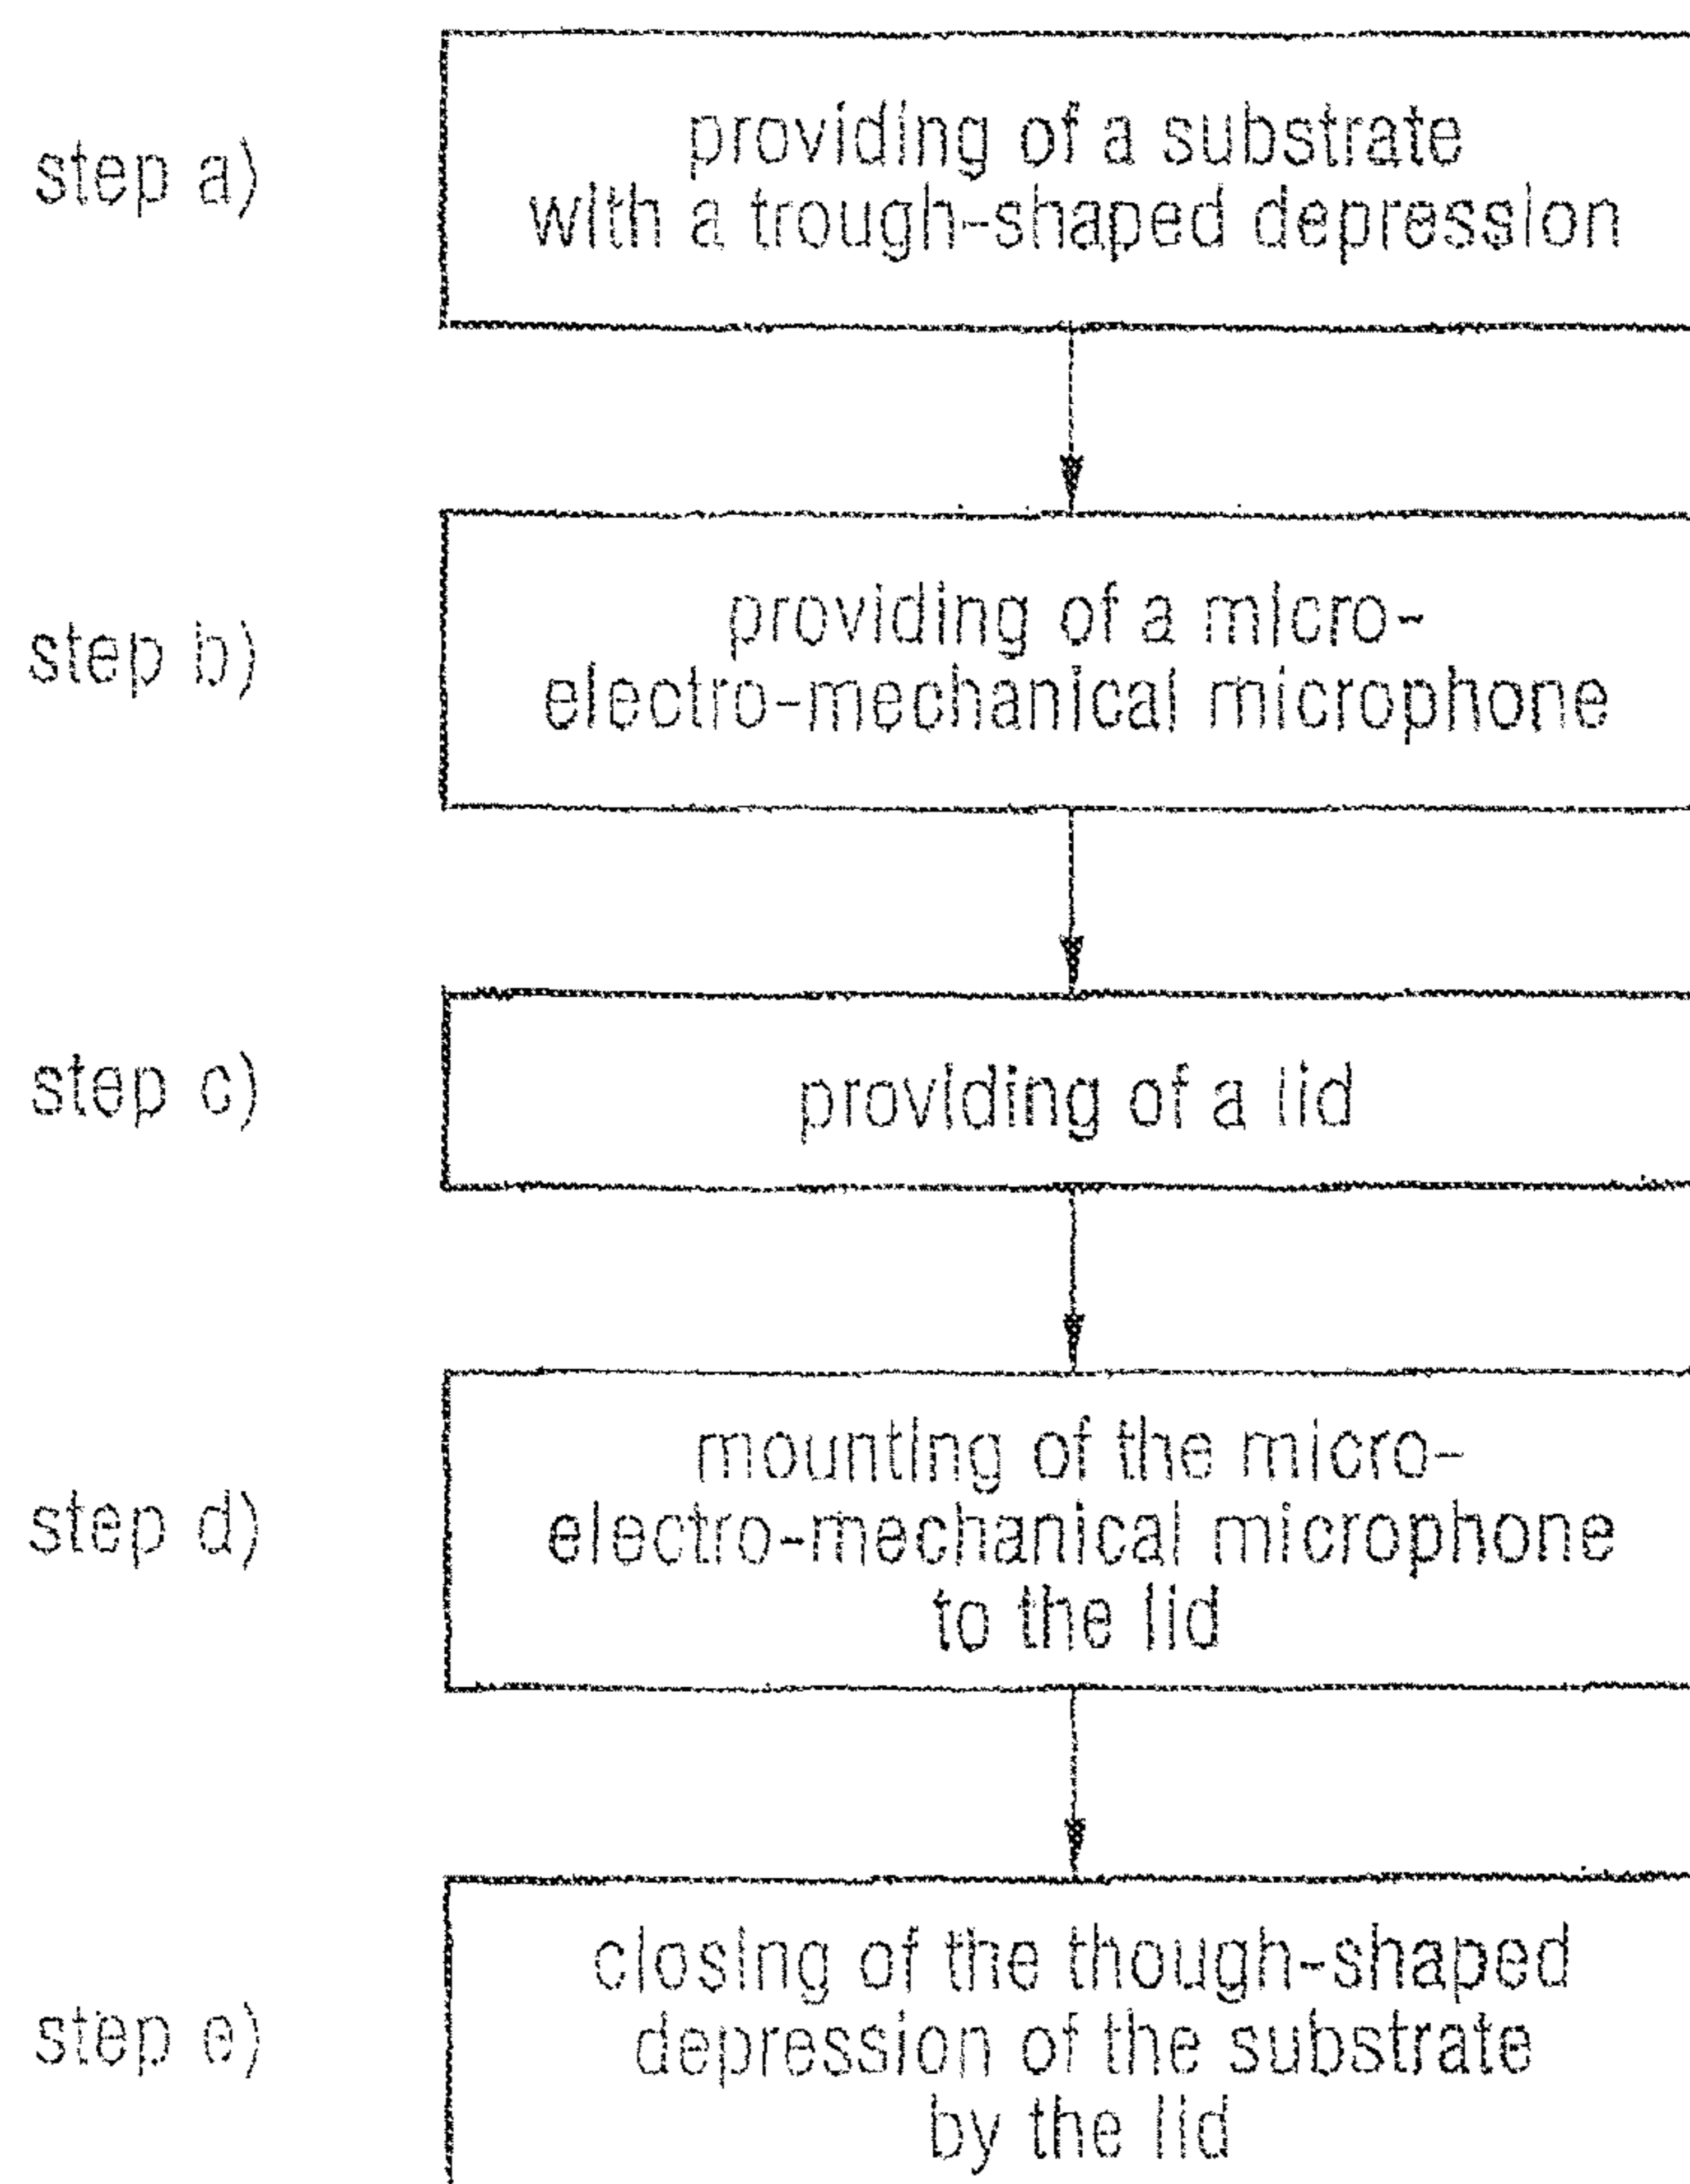 step a)
providing of a substrate
with a trough-shaped depression
step b)
providing of a micro-
electro-mechanical microphone
step c)
providing of a lid
step d)
mounting of the micro-
electro-mechanical microphone
to the lid
step e)
closing of the though-shaped
depression of the substrate
by the lid